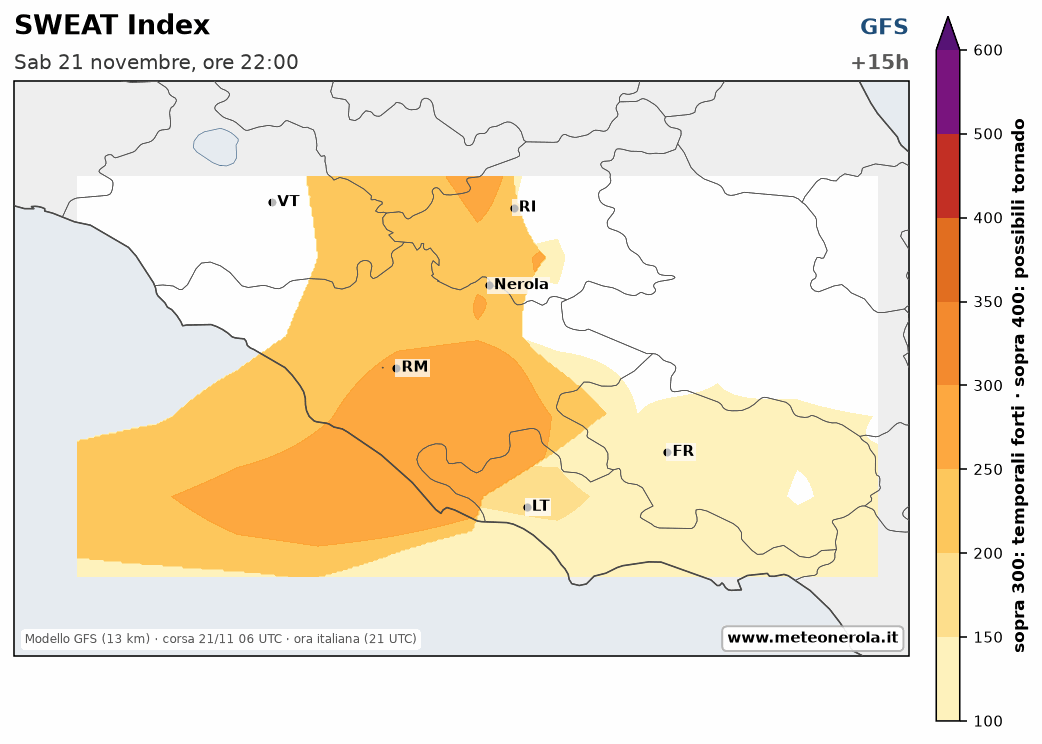 SWEAT Index
GFS
Sab 21 novembre, ore 22:00
+15h
VT
RI
Nerola
RM
FR
LT
Modello GFS (13 km) · corsa 21/11 06 UTC · ora italiana (21 UTC)
www.meteonerola.it
600
500
400
350
300
250
200
150
100
sopra 300: temporali forti · sopra 400: possibili tornado